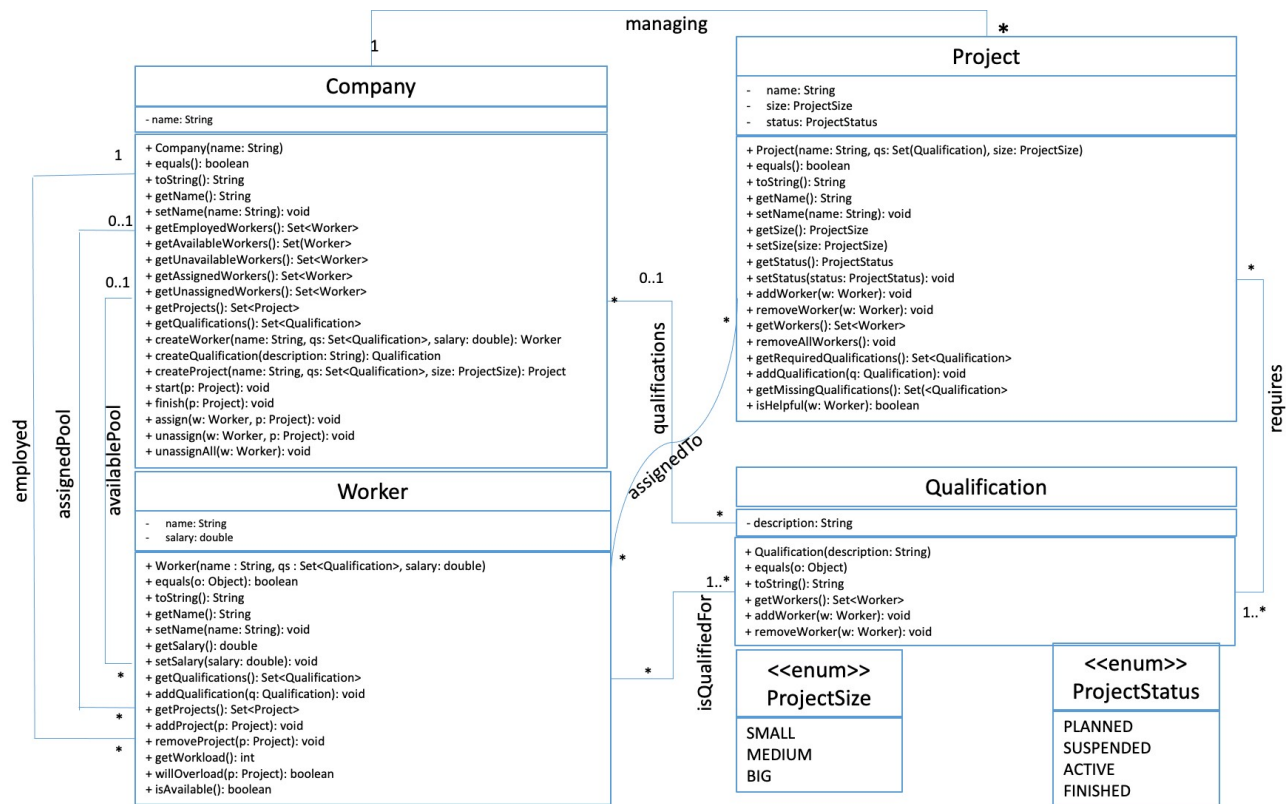 managing
1
*
Company
- name: String
+ Company(name: String)
+ equals(): boolean
+ toString(): String
+ getName(): String
+ setName(name: String): void
+ getEmployedWorkers(): Set<Worker>
+ getAvailableWorkers(): Set(Worker>
+ getUnavailableWorkers(): Set<Worker>
+ getAssignedWorkers(): Set<Worker>
+ getUnassignedWorkers(): Set<Worker>
+ getProjects(): Set<Project>
+ getQualifications(): Set<Qualification>
+ createWorker(name: String, qs: Set<Qualification>, salary: double): Worker
+ createQualification(description: String): Qualification
+ createProject(name: String, qs: Set<Qualification>, size: ProjectSize): Project
+ start(p: Project): void
+ finish(p: Project): void
+ assign(w: Worker, p: Project): void
+ unassign(w: Worker, p: Project): void
+ unassignAll(w: Worker): void
Project
- name: String
- size: ProjectSize
- status: ProjectStatus
+ Project(name: String, qs: Set(Qualification), size: ProjectSize)
+ equals(): boolean
+ toString(): String
+ getName(): String
+ setName(name: String): void
+ getSize(): ProjectSize
+ setSize(size: ProjectSize)
+ getStatus(): ProjectStatus
+ setStatus(status: ProjectStatus): void
+ addWorker(w: Worker): void
+ removeWorker(w: Worker): void
+ getWorkers(): Set<Worker>
+ removeAllWorkers(): void
+ getRequiredQualifications(): Set<Qualification>
+ addQualification(q: Qualification): void
+ getMissingQualifications(): Set(<Qualification>
+ isHelpful(w: Worker): boolean
1
0..1
0..1
employed
assignedPool
availablePool
*
*
*
0..1
*
qualifications
*
*
assignedTo
*
*
requires
1..*
1..*
isQualifiedFor
*
Worker
- name: String
- salary: double
+ Worker(name : String, qs : Set<Qualification>, salary: double)
+ equals(o: Object): boolean
+ toString(): String
+ getName(): String
+ setName(name: String): void
+ getSalary(): double
+ setSalary(salary: double): void
+ getQualifications(): Set<Qualification>
+ addQualification(q: Qualification): void
+ getProjects(): Set<Project>
+ addProject(p: Project): void
+ removeProject(p: Project): void
+ getWorkload(): int
+ willOverload(p: Project): boolean
+ isAvailable(): boolean
Qualification
- description: String
+ Qualification(description: String)
+ equals(o: Object)
+ toString(): String
+ getWorkers(): Set<Worker>
+ addWorker(w: Worker): void
+ removeWorker(w: Worker): void
<<enum>>
ProjectSize
SMALL
MEDIUM
BIG
<<enum>>
ProjectStatus
PLANNED
SUSPENDED
ACTIVE
FINISHED